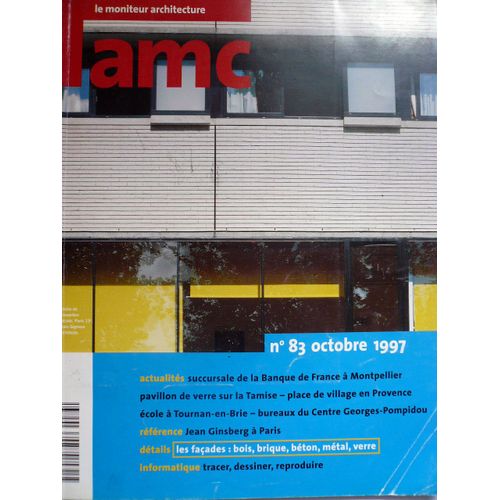 le moniteur architecture
amc
n° 83 octobre 1997
actualités succursale de la Banque de France à Montpellier
pavillon de verre sur la Tamise – place de village en Provence
école à Tournan-en-Brie – bureaux du Centre Georges-Pompidou
référence Jean Ginsberg à Paris
détails les façades : bois, brique, béton, métal, verre
informatique tracer, dessiner, reproduire